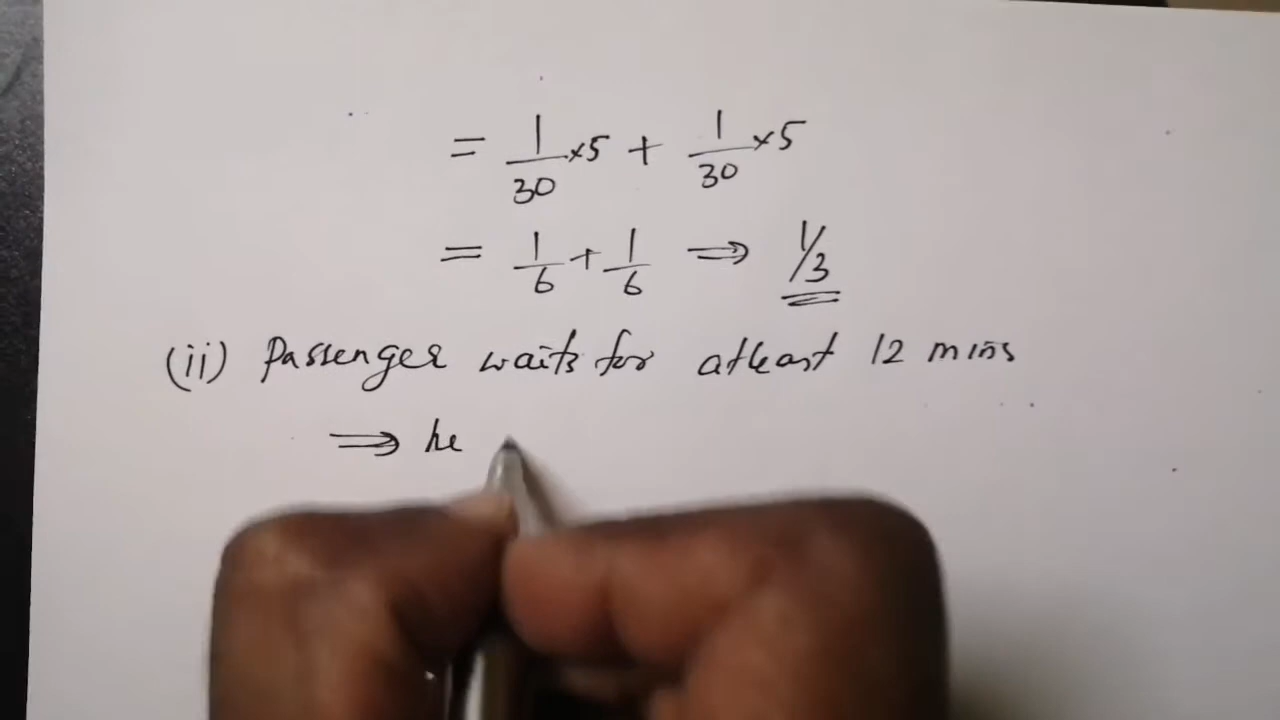 = 1/30 ×5 + 1/30 ×5
= 1/6 + 1/6 ⇒ 1/3
(ii) Passenger waits for atleast 12 mins
⇒ he